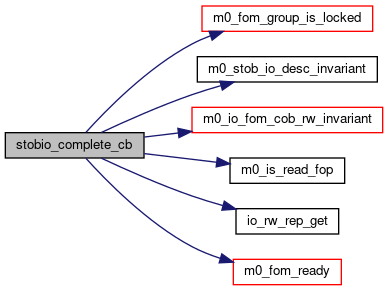 m0_fom_group_is_locked
m0_stob_io_desc_invariant
m0_io_fom_cob_rw_invariant
stobio_complete_cb
m0_is_read_fop
io_rw_rep_get
m0_fom_ready